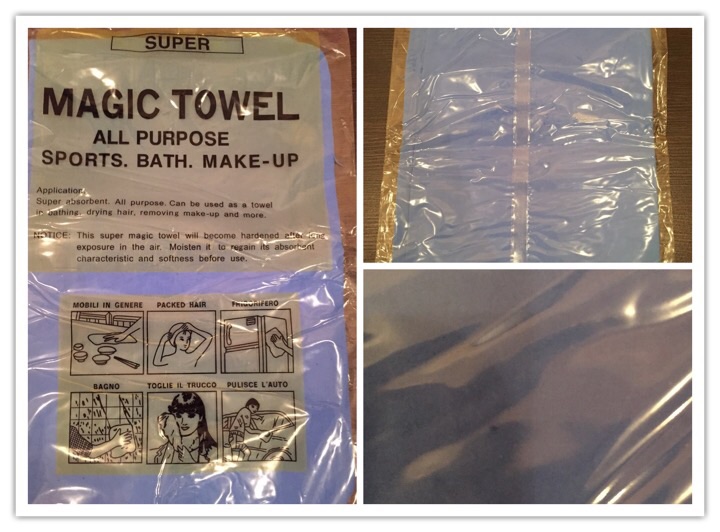 SUPER
MAGIC TOWEL
ALL PURPOSE
SPORTS. BATH. MAKE-UP
Application:
Super absorbent. All purpose. Can be used as a towel
in bathing, drying hair, removing make-up and more.
NOTICE: This super magic towel will become hardened after long
exposure in the air. Moisten it to regain its absorbent
characteristic and softness before use.
MOBILI IN GENERE PACKED HAIR FRIGORIFERO
BAGNO TOGLIE IL TRUCCO PULISCE L'AUTO